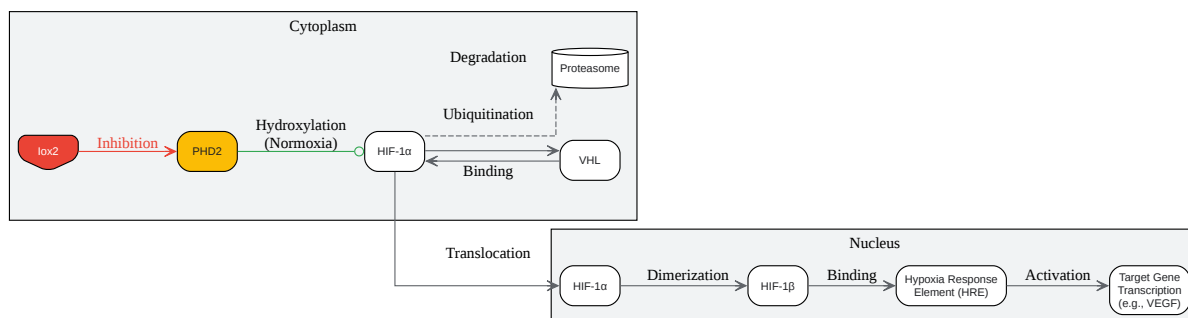 Cytoplasm
Degradation
Proteasome
Ubiquitination
Iox2
Inhibition
PHD2
Hydroxylation
(Normoxia)
HIF-1α
VHL
Binding
Translocation
Nucleus
HIF-1α
Dimerization
HIF-1β
Binding
Hypoxia Response
Element (HRE)
Activation
Target Gene
Transcription
(e.g., VEGF)